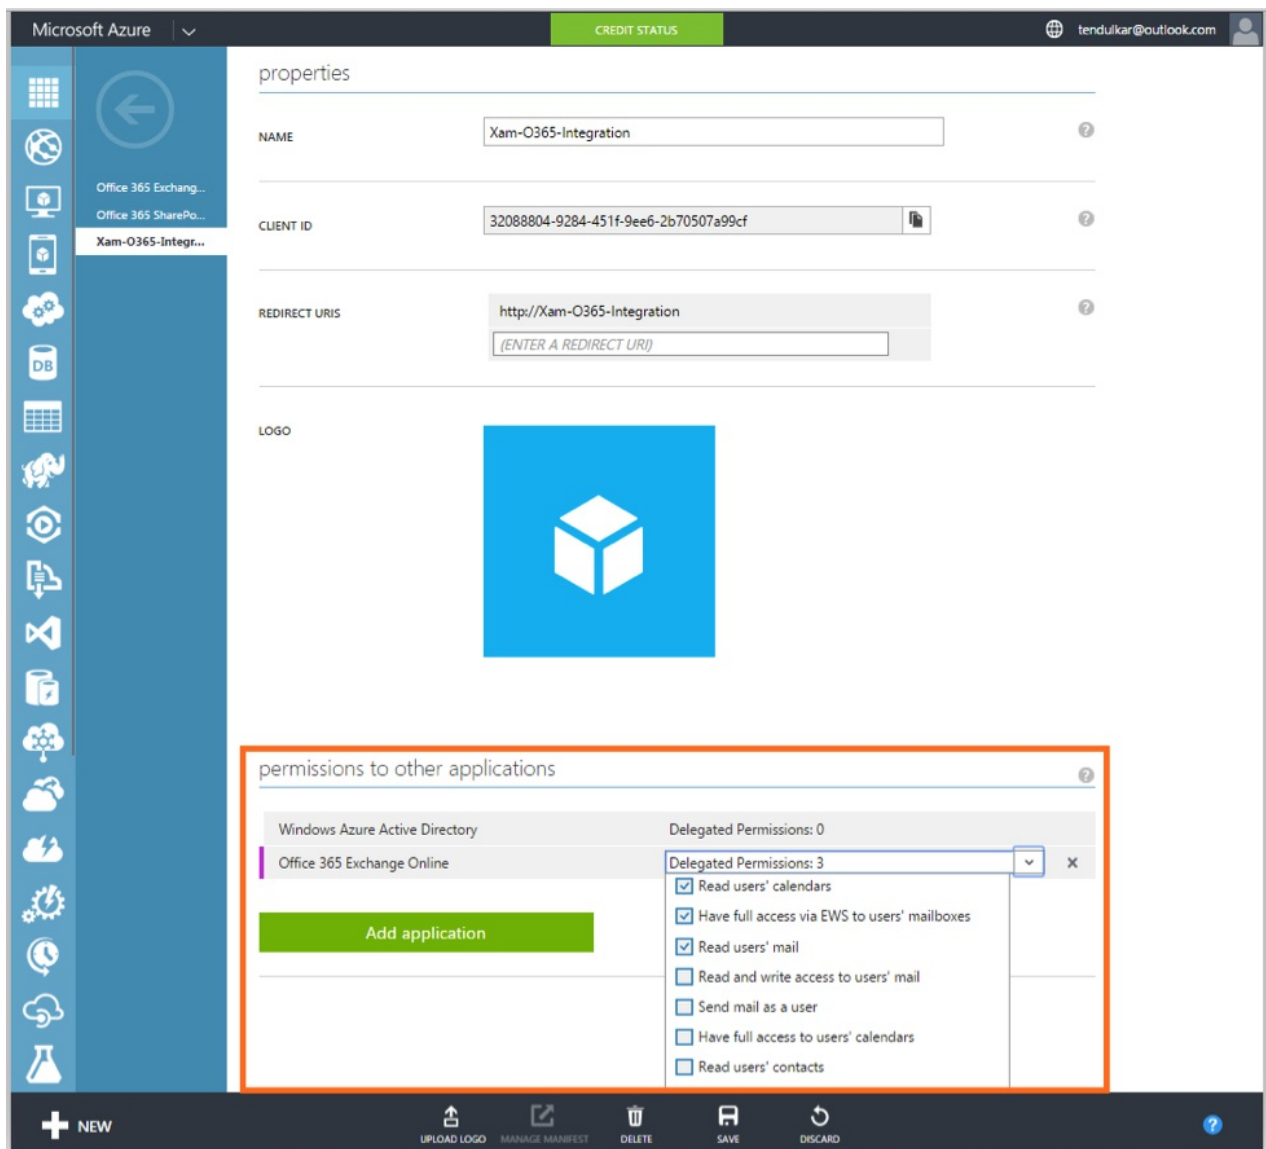 Microsoft Azure
CREDIT STATUS
tendulkar@outlook.com
properties
NAME
Xam-O365-Integration
Office 365 Exchang...
Office 365 SharePo...
Xam-O365-Integr...
CLIENT ID
32088804-9284-451f-9ee6-2b70507a99cf
REDIRECT URIS
http://Xam-O365-Integration
(ENTER A REDIRECT URI)
DB
LOGO
permissions to other applications
Windows Azure Active Directory Delegated Permissions: 0
Office 365 Exchange Online Delegated Permissions: 3
Read users' calendars
Have full access via EWS to users' mailboxes
Read users' mail
Read and write access to users' mail
Send mail as a user
Have full access to users' calendars
Read users' contacts
Add application
NEW
UPLOAD LOGO MANAGE MANIFEST DELETE SAVE DISCARD